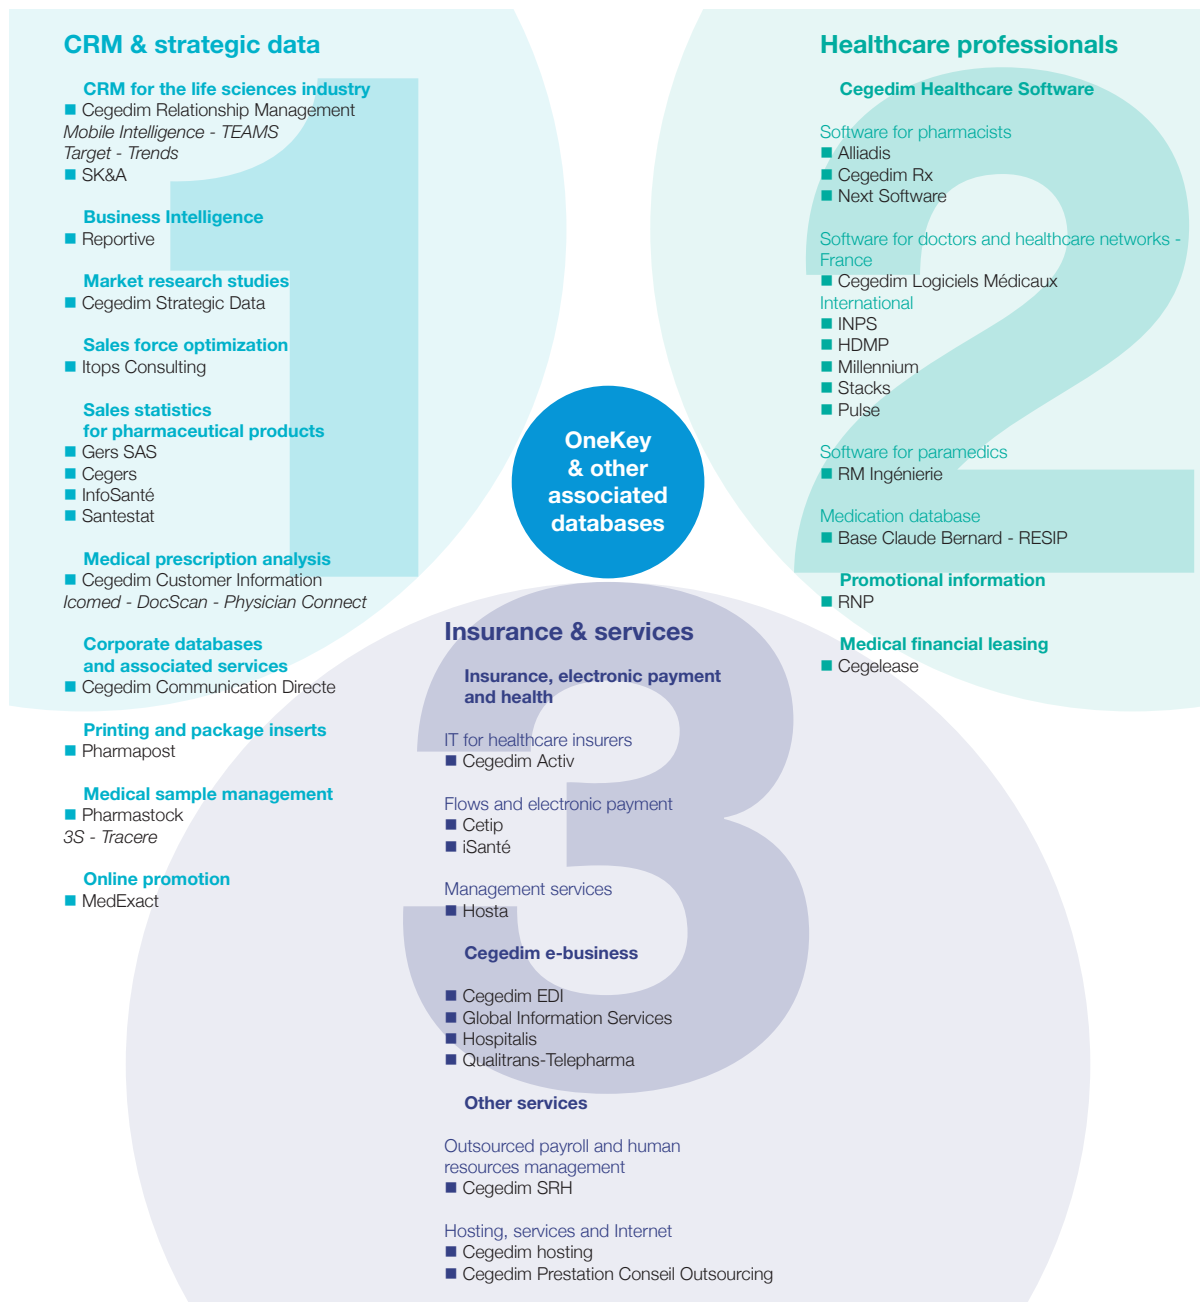 CRM & strategic data
CRM for the life sciences industry
■ Cegedim Relationship Management
Mobile Intelligence - TEAMS
Target - Trends
■ SK&A
Business Intelligence
■ Reportive
Market research studies
■ Cegedim Strategic Data
Sales force optimization
■ Itops Consulting
Sales statistics
for pharmaceutical products
■ Gers SAS
■ Cegers
■ InfoSanté
■ Santestat
Medical prescription analysis
■ Cegedim Customer Information
Icomed - DocScan - Physician Connect
Corporate databases
and associated services
■ Cegedim Communication Directe
Printing and package inserts
■ Pharmapost
Medical sample management
■ Pharmastock
3S - Tracere
Online promotion
■ MedExact
1
Healthcare professionals
Cegedim Healthcare Software
Software for pharmacists
■ Alliadis
■ Cegedim Rx
■ Next Software
Software for doctors and healthcare networks -
France
■ Cegedim Logiciels Médicaux
International
■ INPS
■ HDMP
■ Millennium
■ Stacks
■ Pulse
Software for paramedics
■ RM Ingénierie
Medication database
■ Base Claude Bernard - RESIP
Promotional information
■ RNP
Medical financial leasing
■ Cegelease
2
OneKey
& other
associated
databases
Insurance & services
Insurance, electronic payment
and health
IT for healthcare insurers
■ Cegedim Activ
Flows and electronic payment
■ Cetip
■ iSanté
Management services
■ Hosta
Cegedim e-business
■ Cegedim EDI
■ Global Information Services
■ Hospitalis
■ Qualitrans-Telepharma
Other services
Outsourced payroll and human
resources management
■ Cegedim SRH
Hosting, services and Internet
■ Cegedim hosting
■ Cegedim Prestation Conseil Outsourcing
3